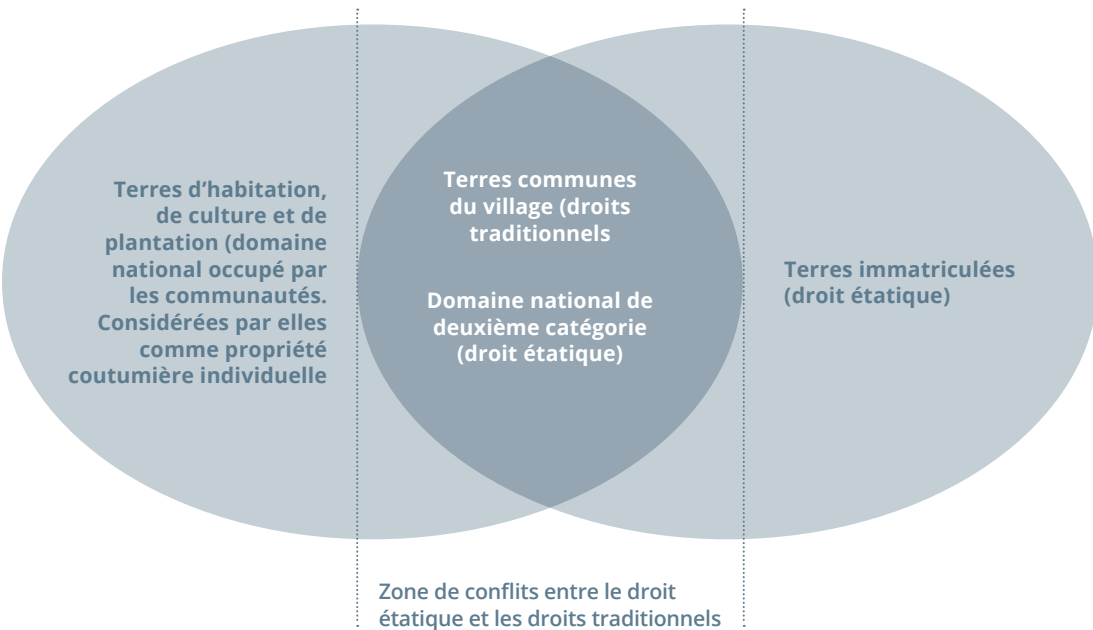 Terres d’habitation,
de culture et de
plantation (domaine
national occupé par
les communautés.
Considérées par elles
comme propriété
coutumière individuelle
Terres communes
du village (droits
traditionnels
Domaine national de
deuxième catégorie
(droit étatique)
Terres immatriculées
(droit étatique)
Zone de conflits entre le droit
étatique et les droits traditionnels